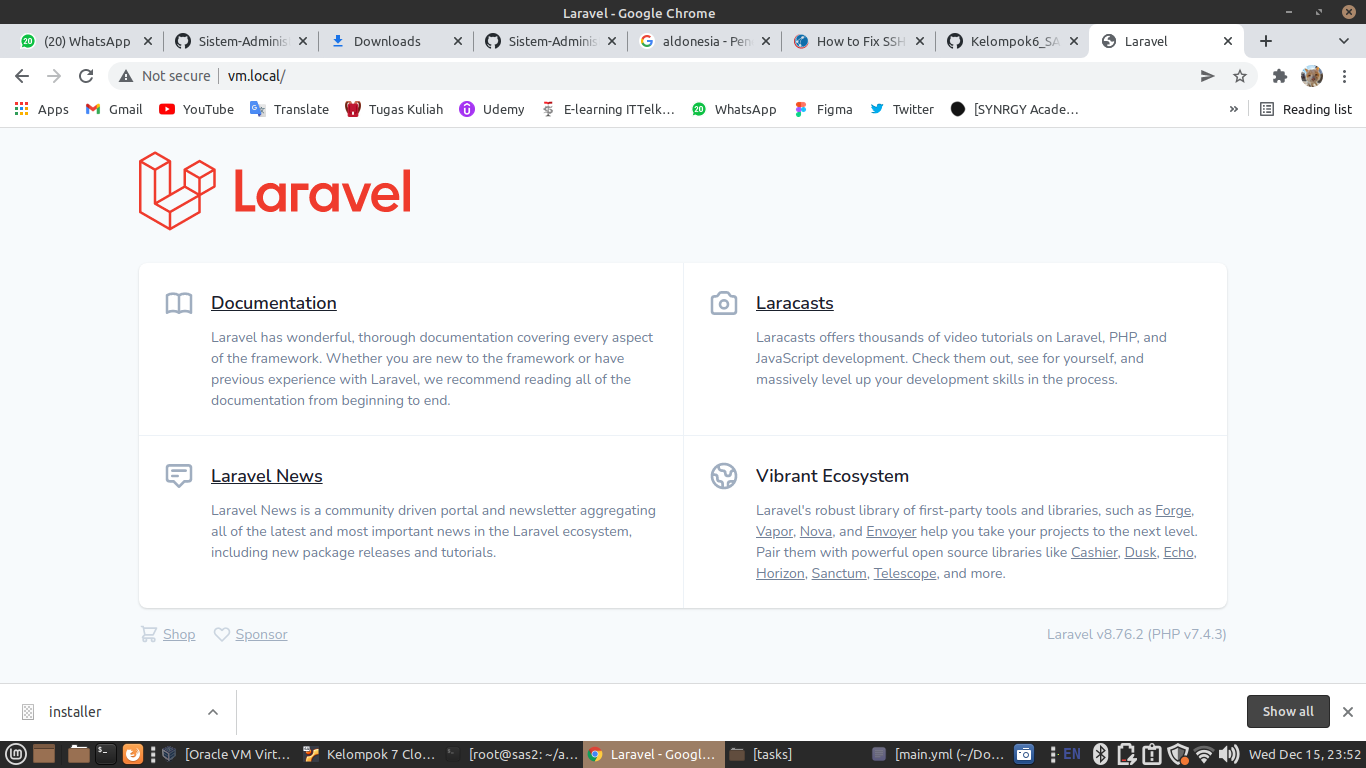 Laravel - Google Chrome
(20) WhatsApp
Sistem-Adminis
Downloads
Sistem-Adminis
aldonesia - Pen
How to Fix SSH
Kelompok6_SA
Laravel
Not secure
vm.local/
Apps
Gmail
YouTube
Translate
Tugas Kuliah
Udemy
E-learning ITTelk...
WhatsApp
Figma
Twitter
[SYNRGY Acade...
»
Reading list
Laravel
Documentation
Laravel has wonderful, thorough documentation covering every aspect
of the framework. Whether you are new to the framework or have
previous experience with Laravel, we recommend reading all of the
documentation from beginning to end.
Laracasts
Laracasts offers thousands of video tutorials on Laravel, PHP, and
JavaScript development. Check them out, see for yourself, and
massively level up your development skills in the process.
Laravel News
Laravel News is a community driven portal and newsletter aggregating
all of the latest and most important news in the Laravel ecosystem,
including new package releases and tutorials.
Vibrant Ecosystem
Laravel's robust library of first-party tools and libraries, such as Forge,
Vapor, Nova, and Envoyer help you take your projects to the next level.
Pair them with powerful open source libraries like Cashier, Dusk, Echo,
Horizon, Sanctum, Telescope, and more.
Shop
Sponsor
Laravel v8.76.2 (PHP v7.4.3)
installer
Show all
[Oracle VM Virt...
Kelompok 7 Clo...
[root@sas2: ~/a...
Laravel - Googl...
[tasks]
[main.yml (~/Do...
EN
Wed Dec 15, 23:52